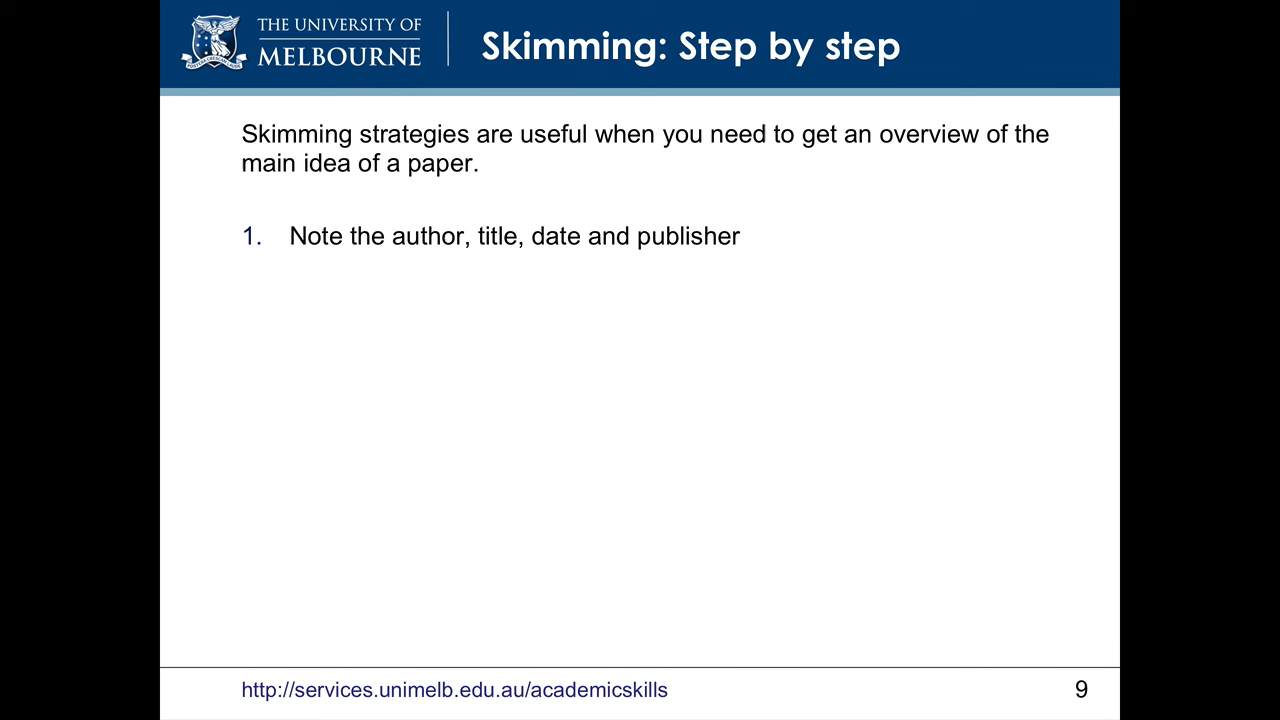 THE UNIVERSITY OF
MELBOURNE
Skimming: Step by step
Skimming strategies are useful when you need to get an overview of the
main idea of a paper.
1. Note the author, title, date and publisher
http://services.unimelb.edu.au/academicskills
9